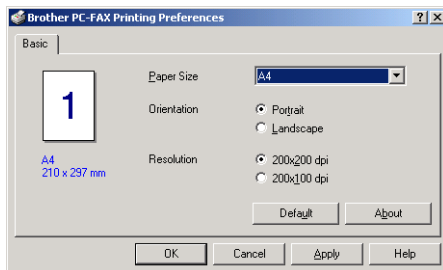 Brother PC-FAX Printing Preferences
Basic
1
A4
210 x 297 mm
Paper Size
A4
Orientation
Portrait
Landscape
Resolution
200x200 dpi
200x100 dpi
Default
About
OK
Cancel
Apply
Help